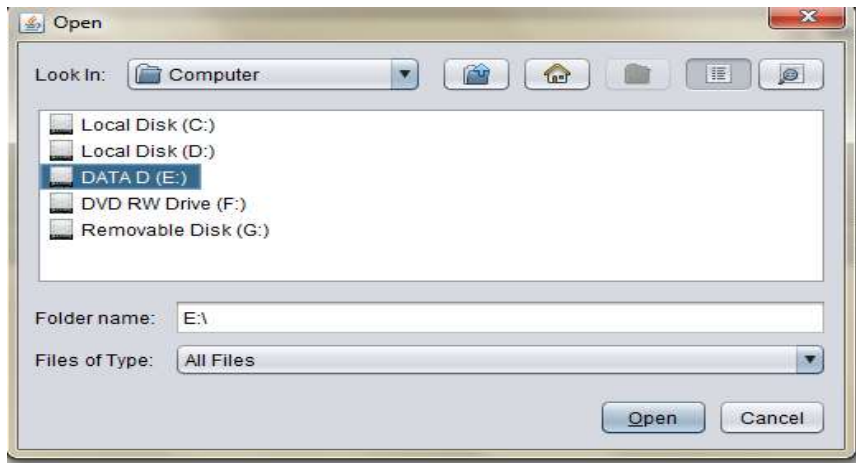 Open
Look In: Computer
Local Disk (C:)
Local Disk (D:)
DATA D (E:)
DVD RW Drive (F:)
Removable Disk (G:)
Folder name: E:\
Files of Type: All Files
Open Cancel